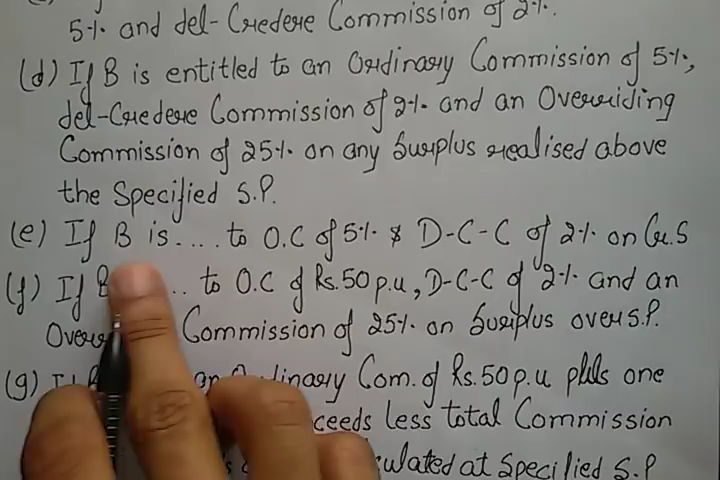 5% and del-Credere Commission of 2%.
(d) If B is entitled to an Ordinary Commission of 5%,
del-Credere Commission of 2% and an Overriding
Commission of 25% on any Surplus realised above
the Specified S.P.
(e) If B is.... to O.C of 5% & D-C-C of 2% on Cr.S
(f) If B .. to O.C of Rs.50 p.u, D-C-C of 2% and an
Commission of 25% on Surplus over S.P.
(g) Ordinary Com. of Rs.50 p.u plus one
less total Commission
at Specified S.P